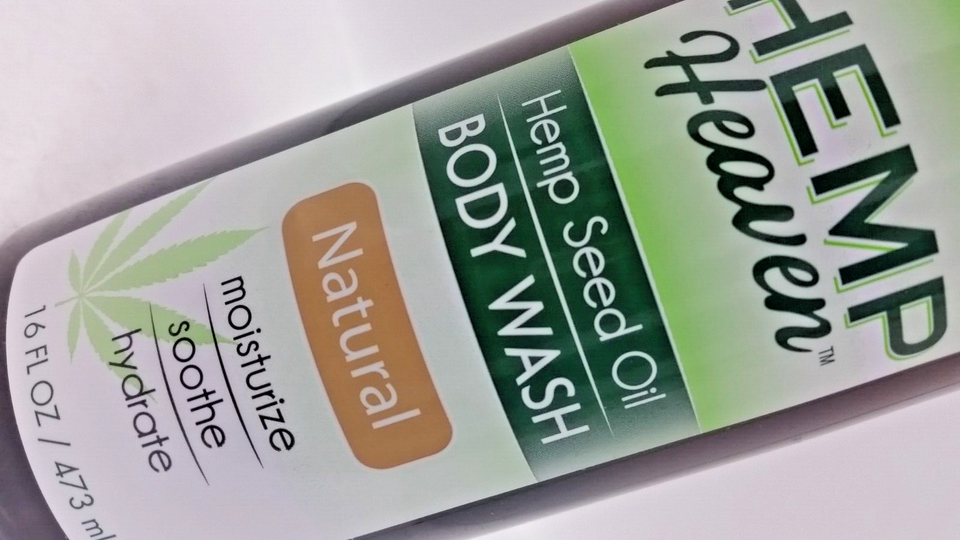 HEMP
Heaven™
Hemp Seed Oil
BODY WASH
Natural
moisturize
soothe
hydrate
16 FL OZ / 473 ml